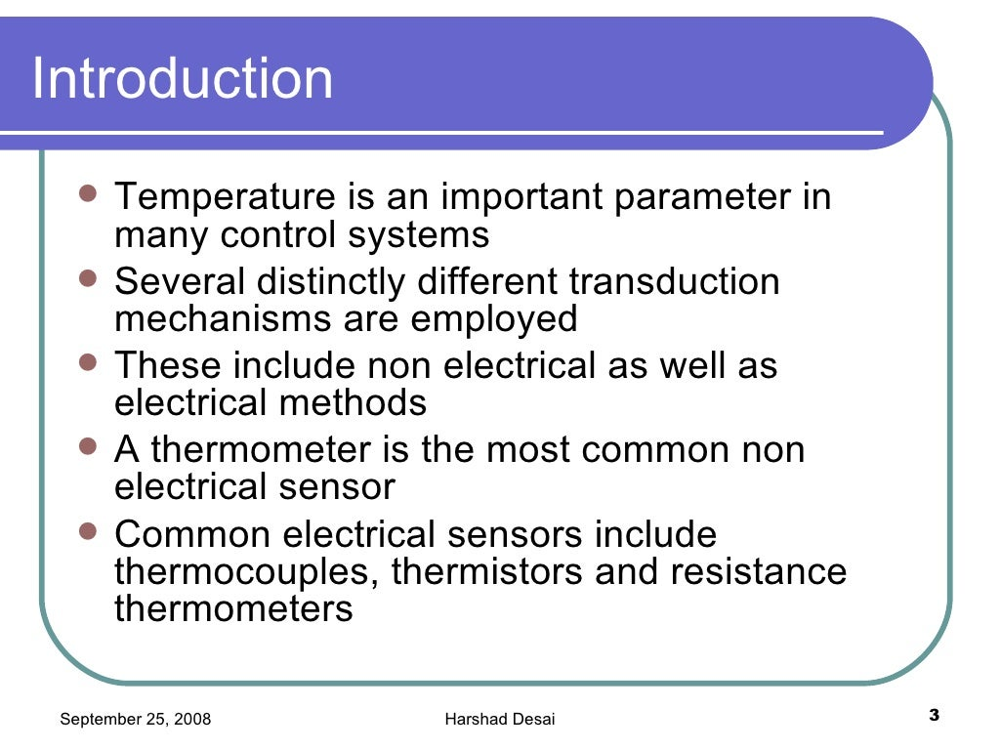 Introduction
Temperature is an important parameter in
many control systems
Several distinctly different transduction
mechanisms are employed
These include non electrical as well as
electrical methods
A thermometer is the most common non
electrical sensor
Common electrical sensors include
thermocouples, thermistors and resistance
thermometers
September 25, 2008
Harshad Desai
3